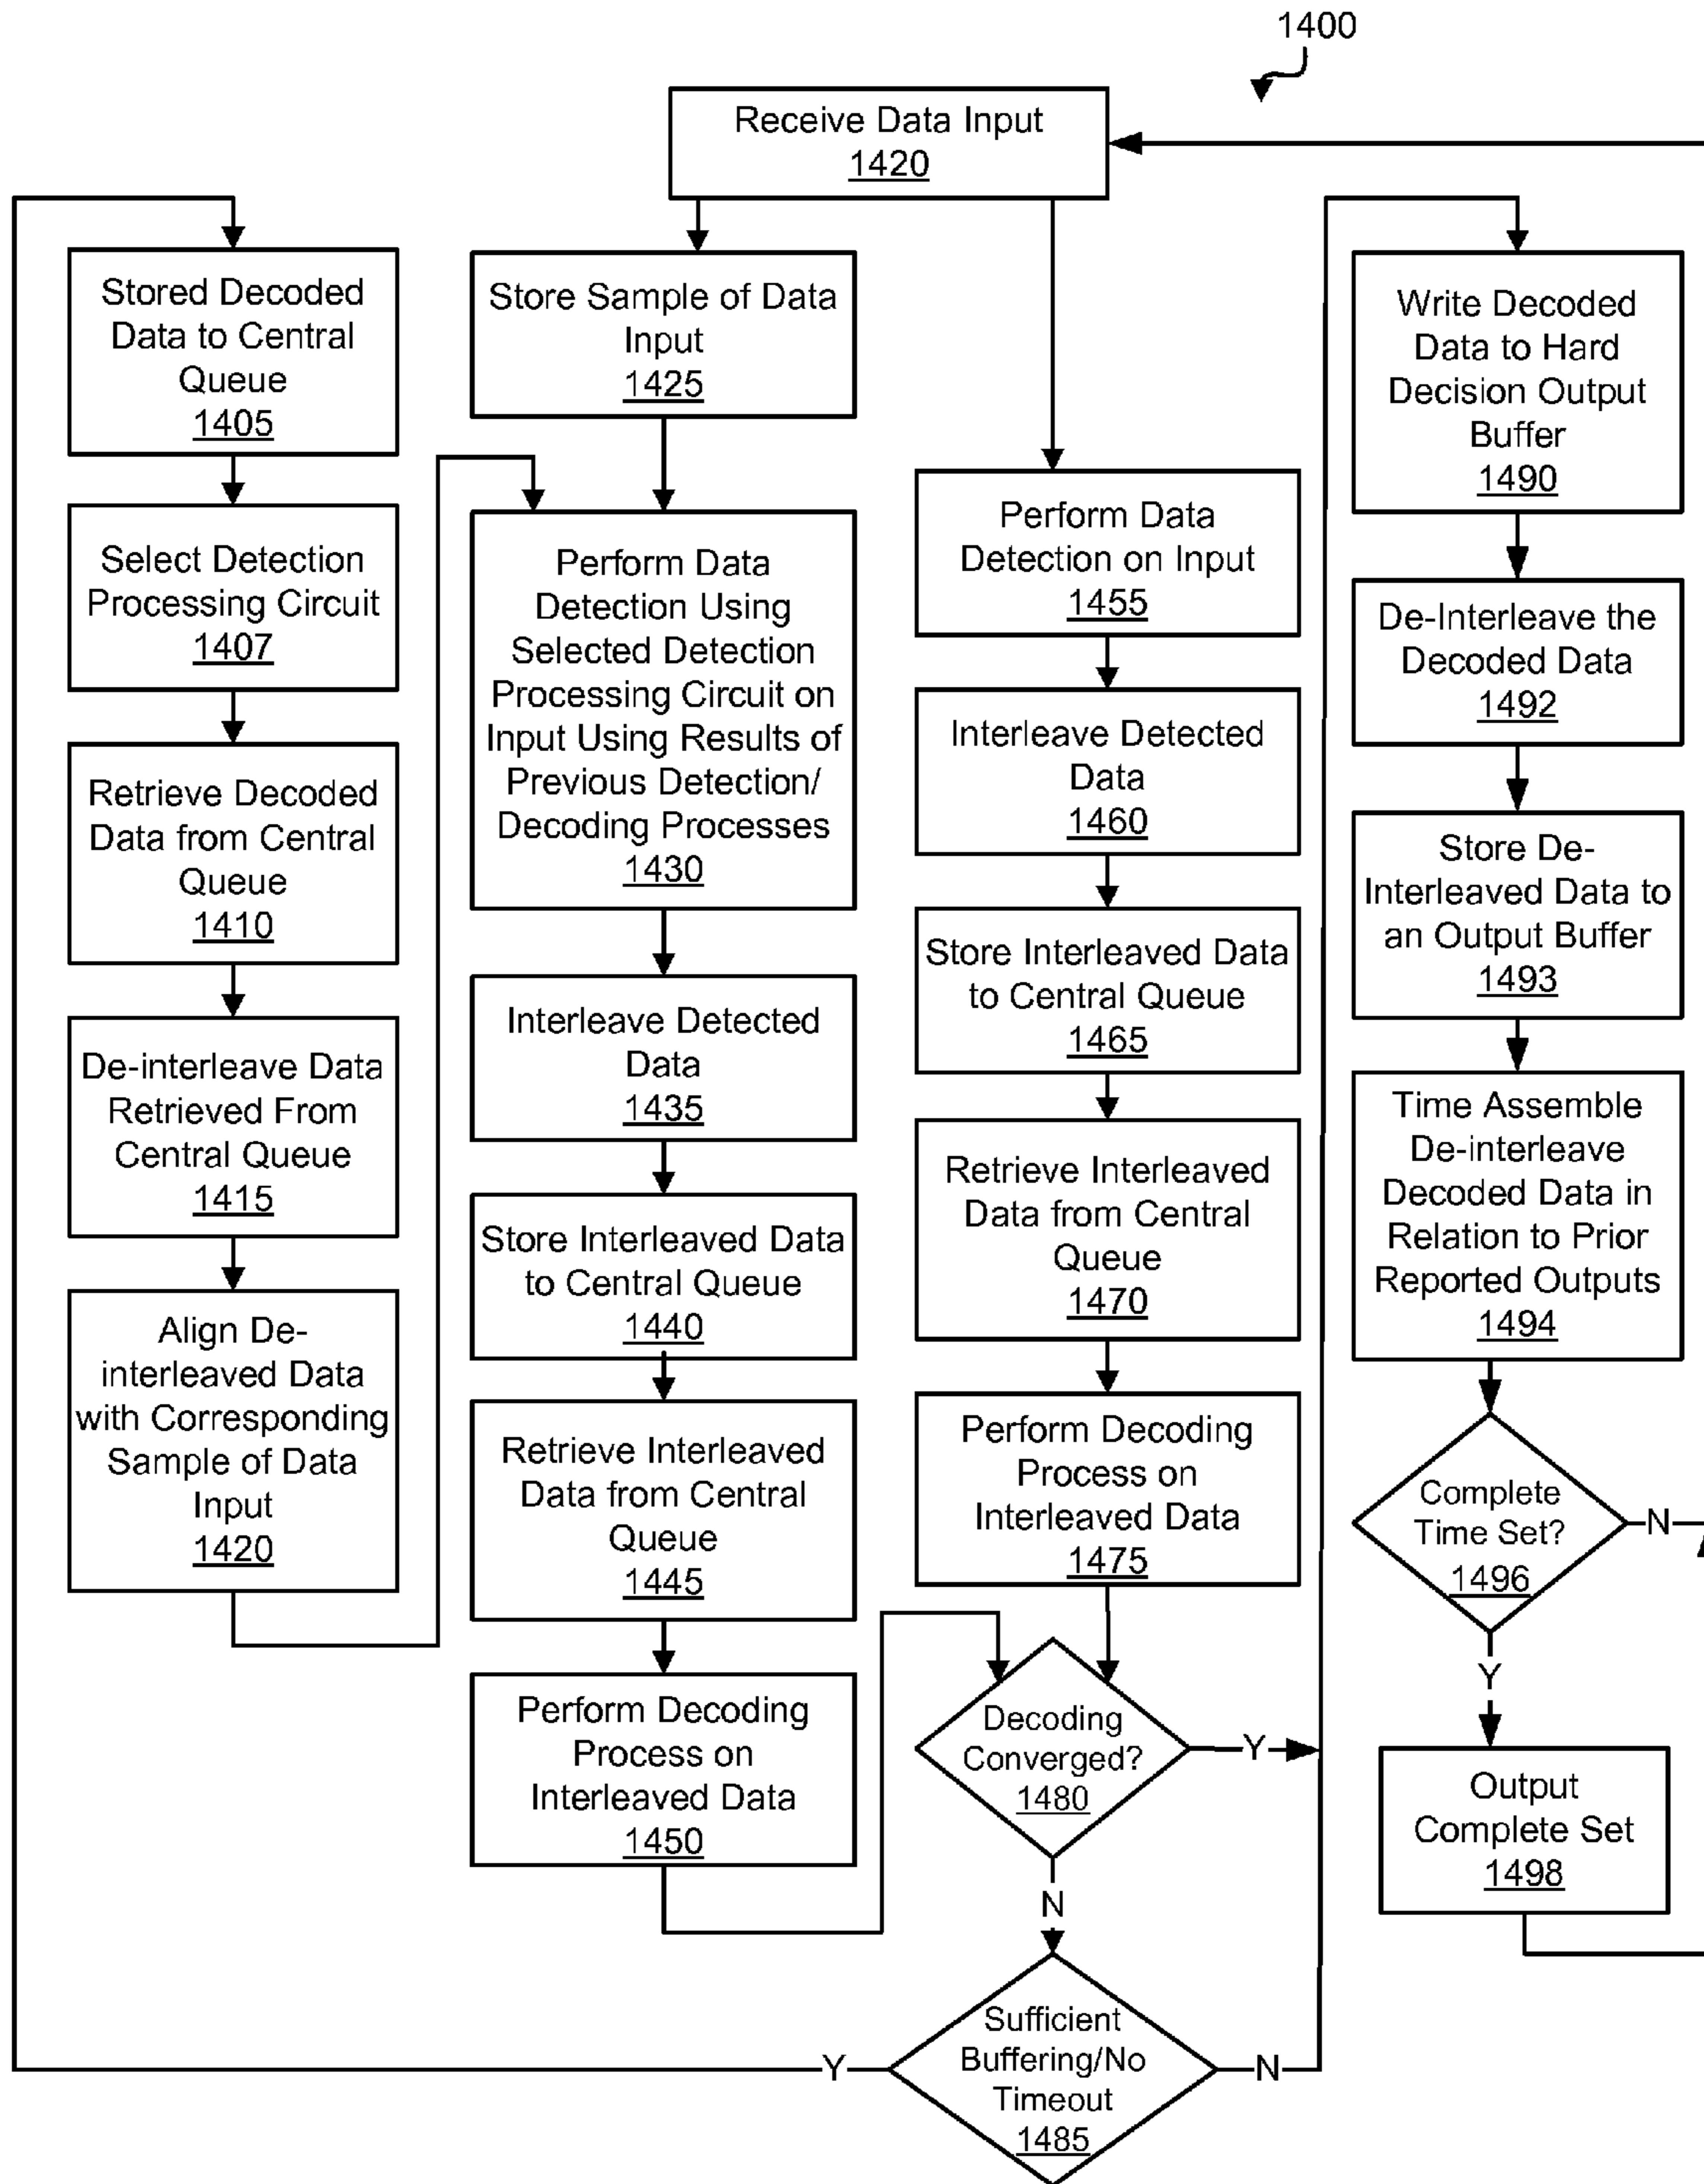 1400
Receive Data Input
1420
Stored Decoded
Data to Central
Queue
1405
Select Detection
Processing Circuit
1407
Retrieve Decoded
Data from Central
Queue
1410
De-interleave Data
Retrieved From
Central Queue
1415
Align De-
interleaved Data
with Corresponding
Sample of Data
Input
1420
Store Sample of Data
Input
1425
Perform Data
Detection Using
Selected Detection
Processing Circuit on
Input Using Results of
Previous Detection/
Decoding Processes
1430
Interleave Detected
Data
1435
Store Interleaved Data
to Central Queue
1440
Retrieve Interleaved
Data from Central
Queue
1445
Perform Decoding
Process on
Interleaved Data
1450
Perform Data
Detection on Input
1455
Interleave Detected
Data
1460
Store Interleaved Data
to Central Queue
1465
Retrieve Interleaved
Data from Central
Queue
1470
Perform Decoding
Process on
Interleaved Data
1475
Decoding
Converged?
1480
Y
N
Sufficient
Buffering/No
Timeout
1485
Y
N
Write Decoded
Data to Hard
Decision Output
Buffer
1490
De-Interleave the
Decoded Data
1492
Store De-
Interleaved Data to
an Output Buffer
1493
Time Assemble
De-interleave
Decoded Data in
Relation to Prior
Reported Outputs
1494
Complete
Time Set?
1496
N
Y
Output
Complete Set
1498